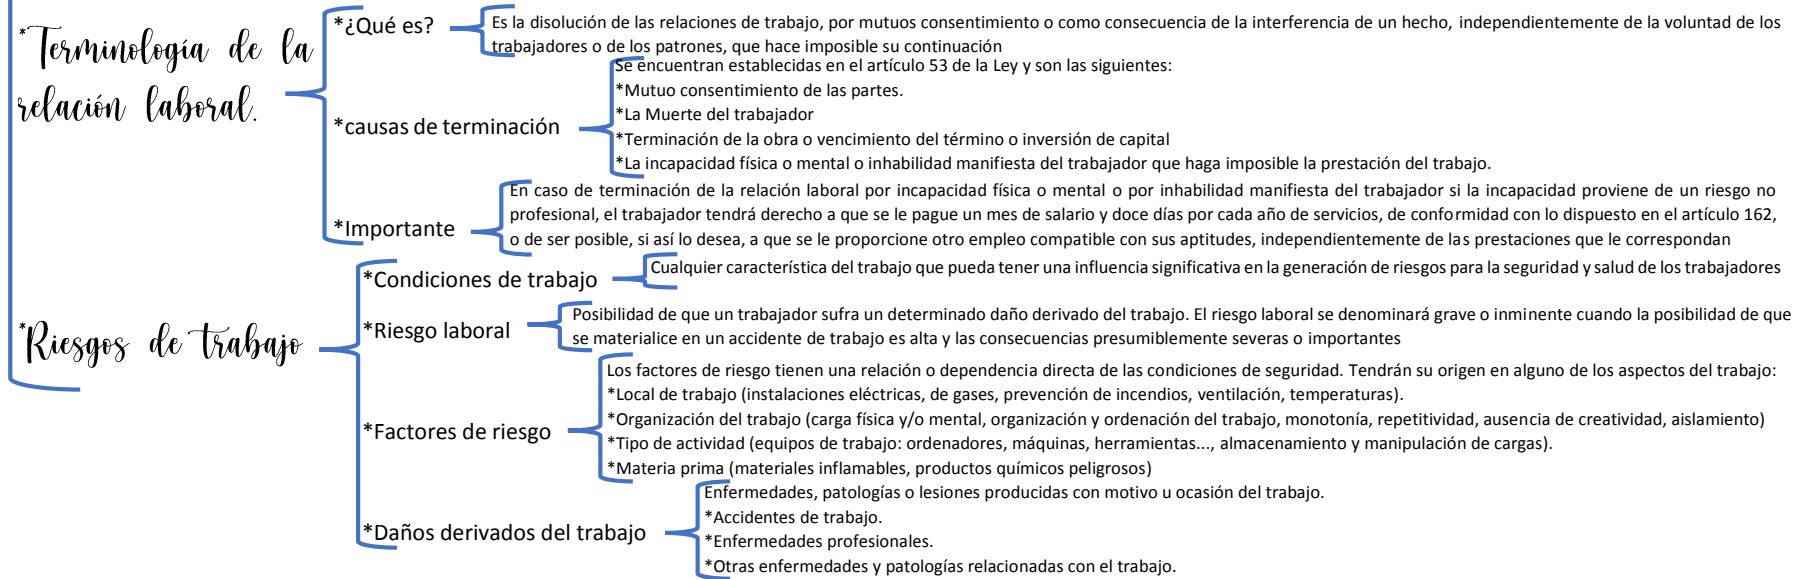 *Terminología de la
relación laboral.
*¿Qué es?
Es la disolución de las relaciones de trabajo, por mutuos consentimiento o como consecuencia de la interferencia de un hecho, independientemente de la voluntad de los
trabajadores o de los patrones, que hace imposible su continuación
*causas de terminación
Se encuentran establecidas en el artículo 53 de la Ley y son las siguientes:
*Mutuo consentimiento de las partes.
*La Muerte del trabajador
*Terminación de la obra o vencimiento del término o inversión de capital
*La incapacidad física o mental o inhabilidad manifiesta del trabajador que haga imposible la prestación del trabajo.
*Importante
En caso de terminación de la relación laboral por incapacidad física o mental o por inhabilidad manifiesta del trabajador si la incapacidad proviene de un riesgo no
profesional, el trabajador tendrá derecho a que se le pague un mes de salario y doce días por cada año de servicios, de conformidad con lo dispuesto en el artículo 162,
o de ser posible, si así lo desea, a que se le proporcione otro empleo compatible con sus aptitudes, independientemente de las prestaciones que le correspondan
*Riesgos de trabajo
*Condiciones de trabajo
Cualquier característica del trabajo que pueda tener una influencia significativa en la generación de riesgos para la seguridad y salud de los trabajadores
*Riesgo laboral
Posibilidad de que un trabajador sufra un determinado daño derivado del trabajo. El riesgo laboral se denominará grave o inminente cuando la posibilidad de que
se materialice en un accidente de trabajo es alta y las consecuencias presumiblemente severas o importantes
*Factores de riesgo
Los factores de riesgo tienen una relación o dependencia directa de las condiciones de seguridad. Tendrán su origen en alguno de los aspectos del trabajo:
*Local de trabajo (instalaciones eléctricas, de gases, prevención de incendios, ventilación, temperaturas).
*Organización del trabajo (carga física y/o mental, organización y ordenación del trabajo, monotonía, repetitividad, ausencia de creatividad, aislamiento)
*Tipo de actividad (equipos de trabajo: ordenadores, máquinas, herramientas..., almacenamiento y manipulación de cargas).
*Materia prima (materiales inflamables, productos químicos peligrosos)
*Daños derivados del trabajo
Enfermedades, patologías o lesiones producidas con motivo u ocasión del trabajo.
*Accidentes de trabajo.
*Enfermedades profesionales.
*Otras enfermedades y patologías relacionadas con el trabajo.